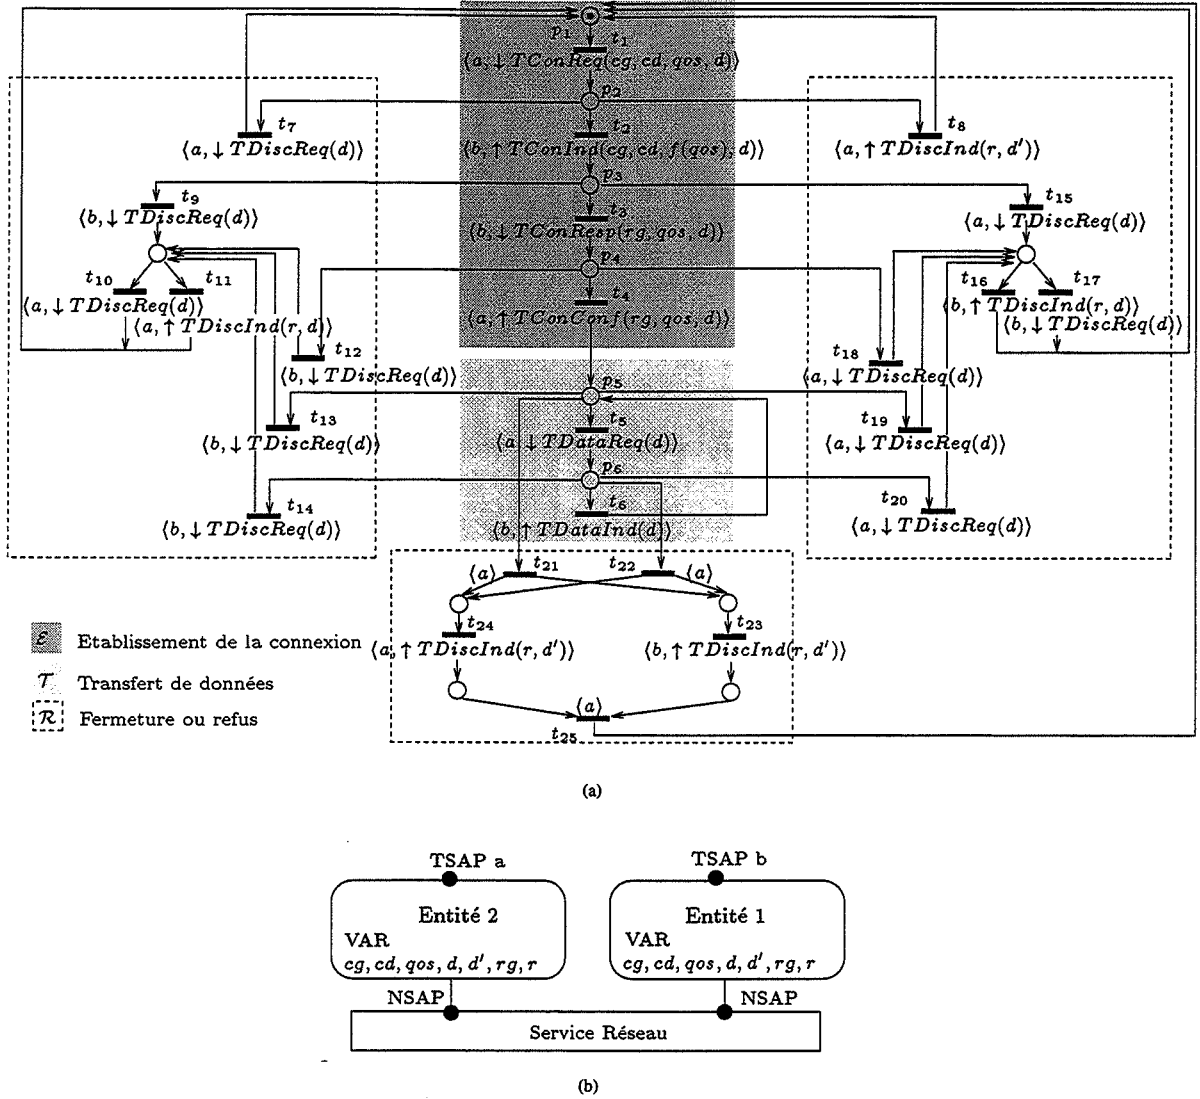 p1
t1
⟨a, ↓ TConReq(cg, cd, qos, d)⟩
p2
t7
⟨a, ↓ TDiscReq(d)⟩
t2
⟨b, ↑ TConInd(cg, cd, f(qos), d)⟩
t8
⟨a, ↑ TDiscInd(r, d′)⟩
p3
t9
⟨b, ↓ TDiscReq(d)⟩
t3
⟨b, ↓ TConResp(rg, qos, d)⟩
t15
⟨a, ↓ TDiscReq(d)⟩
p4
t10
t11
⟨a, ↓ TDiscReq(d)⟩
⟨a, ↑ TDiscInd(r, d)⟩
t4
⟨a, ↑ TConConf(rg, qos, d)⟩
t16
t17
⟨b, ↑ TDiscInd(r, d)⟩
⟨b, ↓ TDiscReq(d)⟩
t12
⟨b, ↓ TDiscReq(d)⟩
t18
⟨a, ↓ TDiscReq(d)⟩
p5
t13
⟨b, ↓ TDiscReq(d)⟩
t5
⟨a, ↓ TDataReq(d)⟩
t19
⟨a, ↓ TDiscReq(d)⟩
p6
t14
⟨b, ↓ TDiscReq(d)⟩
t6
⟨b, ↑ TDataInd(d)⟩
t20
⟨a, ↓ TDiscReq(d)⟩
⟨a⟩ t21
t22 ⟨a⟩
t24
⟨a, ↑ TDiscInd(r, d′)⟩
t23
⟨b, ↑ TDiscInd(r, d′)⟩
⟨a⟩
t25
ℰ Etablissement de la connexion
𝒯 Transfert de données
ℛ Fermeture ou refus
(a)
TSAP a
TSAP b
Entité 2
VAR
cg, cd, qos, d, d′, rg, r
Entité 1
VAR
cg, cd, qos, d, d′, rg, r
NSAP
NSAP
Service Réseau
(b)